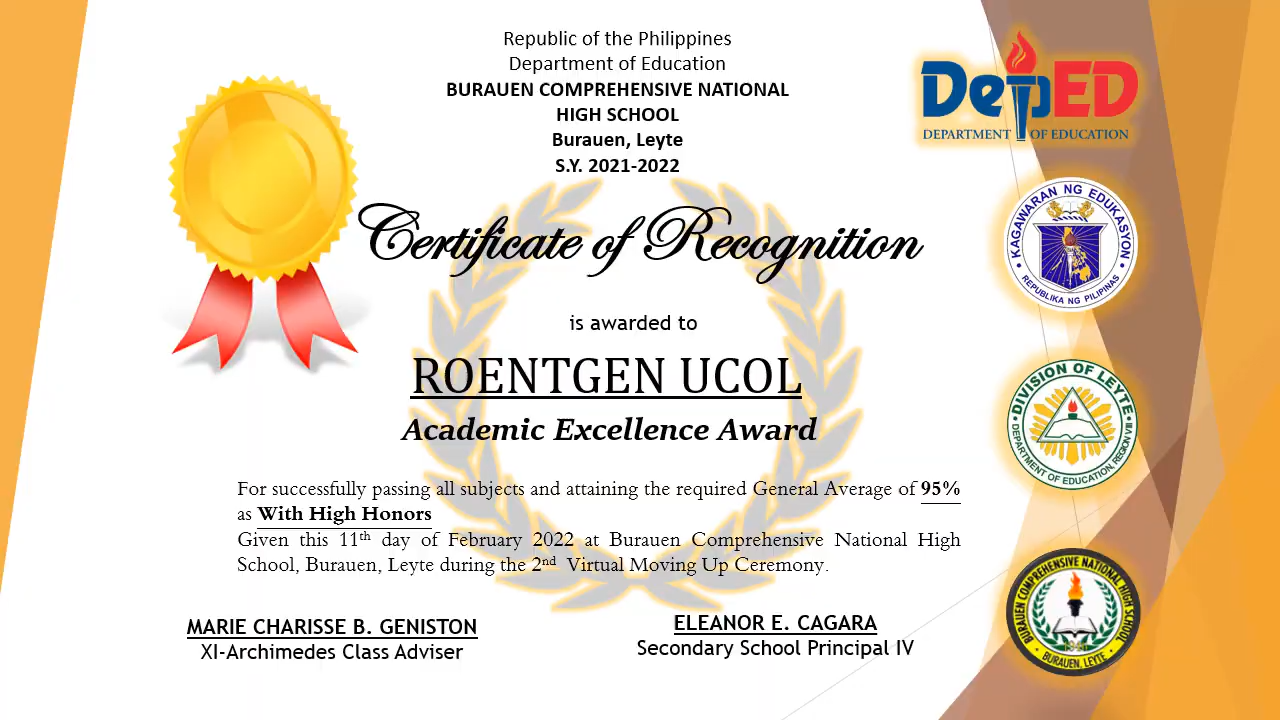 Republic of the Philippines
Department of Education
BURAUEN COMPREHENSIVE NATIONAL
HIGH SCHOOL
Burauen, Leyte
S.Y. 2021-2022
DepED
DEPARTMENT OF EDUCATION
KAGAWARAN NG EDUKASYON
REPUBLIKA NG PILIPINAS
Certificate of Recognition
is awarded to
ROENTGEN UCOL
Academic Excellence Award
DIVISION OF LEYTE
DEPARTMENT OF EDUCATION, REGION VIII
For successfully passing all subjects and attaining the required General Average of 95%
as With High Honors
Given this 11th day of February 2022 at Burauen Comprehensive National High
School, Burauen, Leyte during the 2nd Virtual Moving Up Ceremony.
BURAUEN COMPREHENSIVE NATIONAL HIGH SCHOOL
BURAUEN, LEYTE
MARIE CHARISSE B. GENISTON
XI-Archimedes Class Adviser
ELEANOR E. CAGARA
Secondary School Principal IV